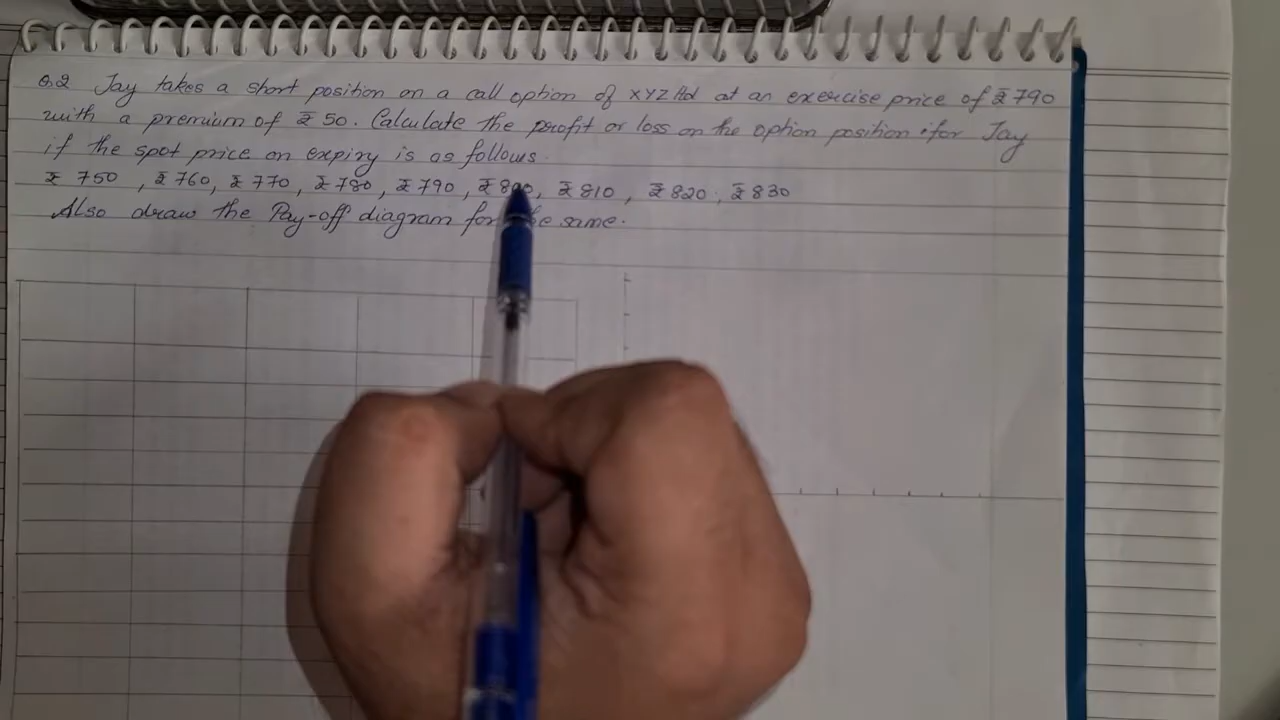 Q.2 Jay takes a short position on a call option of XYZ ltd at an exercise price of ₹790
with a premium of ₹50. Calculate the profit or loss on the option position for Jay
if the spot price on expiry is as follows.
₹ 750, ₹760, ₹770, ₹780, ₹790, ₹800, ₹810, ₹820, ₹830
Also draw the Pay-off diagram for same.